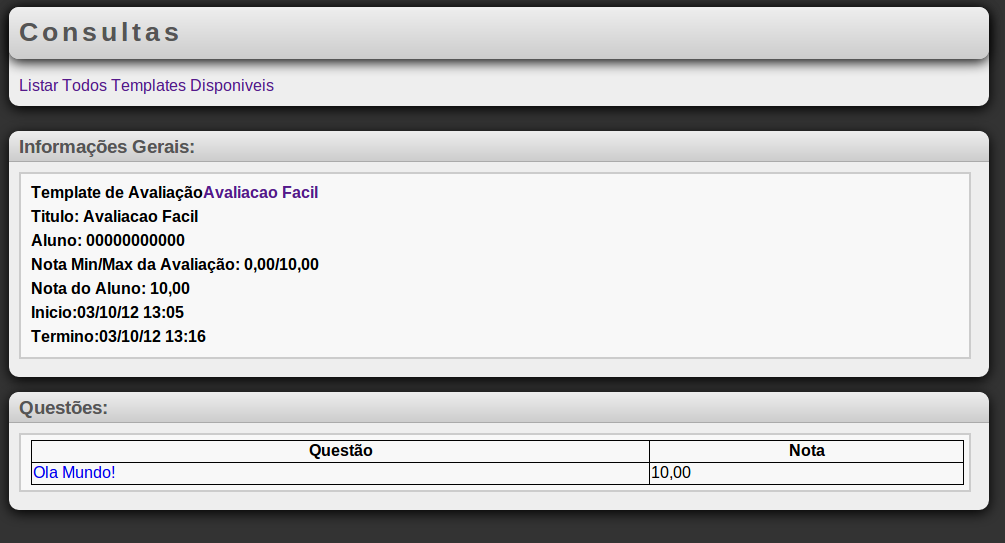 Consultas
Listar Todos Templates Disponiveis
Informações Gerais:
Template de AvaliaçãoAvaliacao Facil
Titulo: Avaliacao Facil
Aluno: 00000000000
Nota Min/Max da Avaliação: 0,00/10,00
Nota do Aluno: 10,00
Inicio:03/10/12 13:05
Termino:03/10/12 13:16
Questões:
Questão Nota
Ola Mundo! 10,00